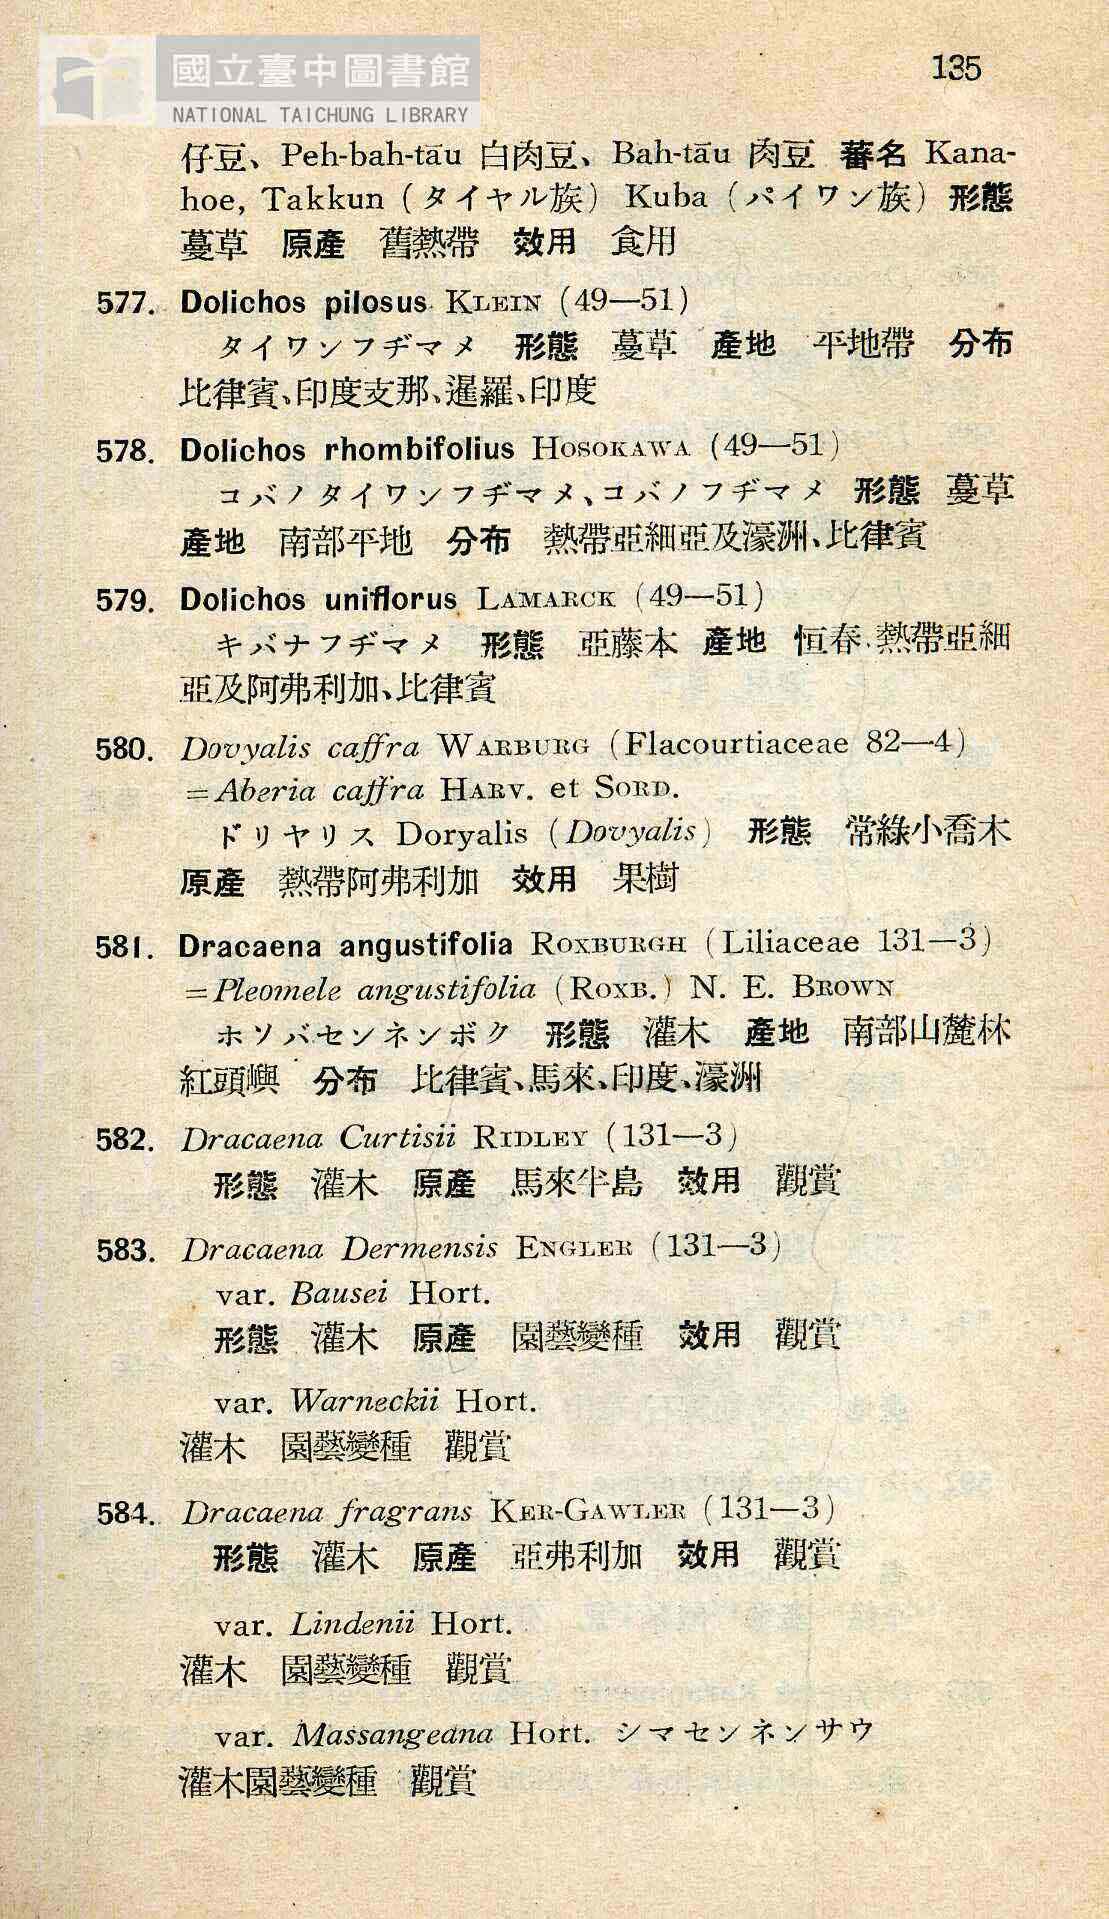 國立臺中圖書館
NATIONAL TAICHUNG LIBRARY
135
仔豆、Peh-bah-tāu 白肉豆、Bah-tāu 肉豆 蕃名 Kana-
hoe, Takkun (タイヤル族) Kuba (パイワン族) 形態
蔓草 原產 舊熱帶 效用 食用
577. Dolichos pilosus KLEIN (49—51)
タイワンフヂマメ 形態 蔓草 產地 平地帶 分布
比律賓、印度支那、暹羅、印度
578. Dolichos rhombifolius HOSOKAWA (49—51)
コバノタイワンフヂマメ、コバノフヂマメ 形態 蔓草
產地 南部平地 分布 熱帶亞細亞及濠洲、比律賓
579. Dolichos uniflorus LAMARCK (49—51)
キバナフヂマメ 形態 亞藤本 產地 恒春、熱帶亞細
亞及阿弗利加、比律賓
580. Dovyalis caffra WARBURG (Flacourtiaceae 82—4)
=Aberia caffra HARV. et SORD.
ドリヤリス Doryalis (Dovyalis) 形態 常綠小喬木
原產 熱帶阿弗利加 效用 果樹
581. Dracaena angustifolia ROXBURGH (Liliaceae 131—3)
=Pleomele angustifolia (ROXB.) N. E. BROWN
ホソバセンネンボク 形態 灌木 產地 南部山麓林
紅頭嶼 分布 比律賓、馬來、印度、濠洲
582. Dracaena Curtisii RIDLEY (131—3)
形態 灌木 原產 馬來半島 效用 觀賞
583. Dracaena Dermensis ENGLER (131—3)
var. Bausei Hort.
形態 灌木 原產 園藝變種 效用 觀賞
var. Warneckii Hort.
灌木 園藝變種 觀賞
584. Dracaena fragrans KER-GAWLER (131—3)
形態 灌木 原產 亞弗利加 效用 觀賞
var. Lindenii Hort.
灌木 園藝變種 觀賞
var. Massangeana Hort. シマセンネンサウ
灌木園藝變種 觀賞